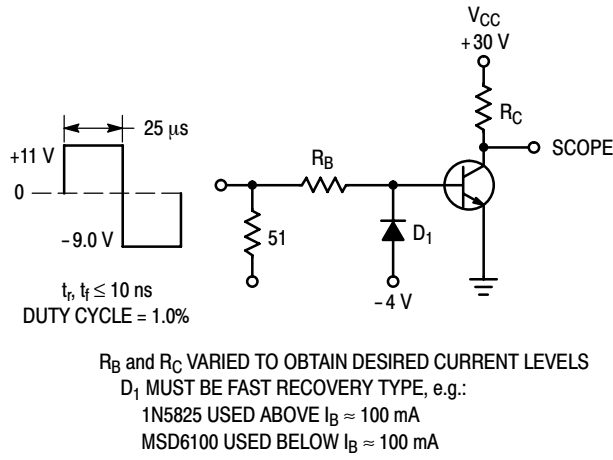 V_CC
+30 V
R_C
SCOPE
25 µs
+11 V
0
−9.0 V
t_r, t_f ≤ 10 ns
DUTY CYCLE = 1.0%
R_B
51
D_1
−4 V
R_B and R_C VARIED TO OBTAIN DESIRED CURRENT LEVELS
D_1 MUST BE FAST RECOVERY TYPE, e.g.:
1N5825 USED ABOVE I_B ≈ 100 mA
MSD6100 USED BELOW I_B ≈ 100 mA